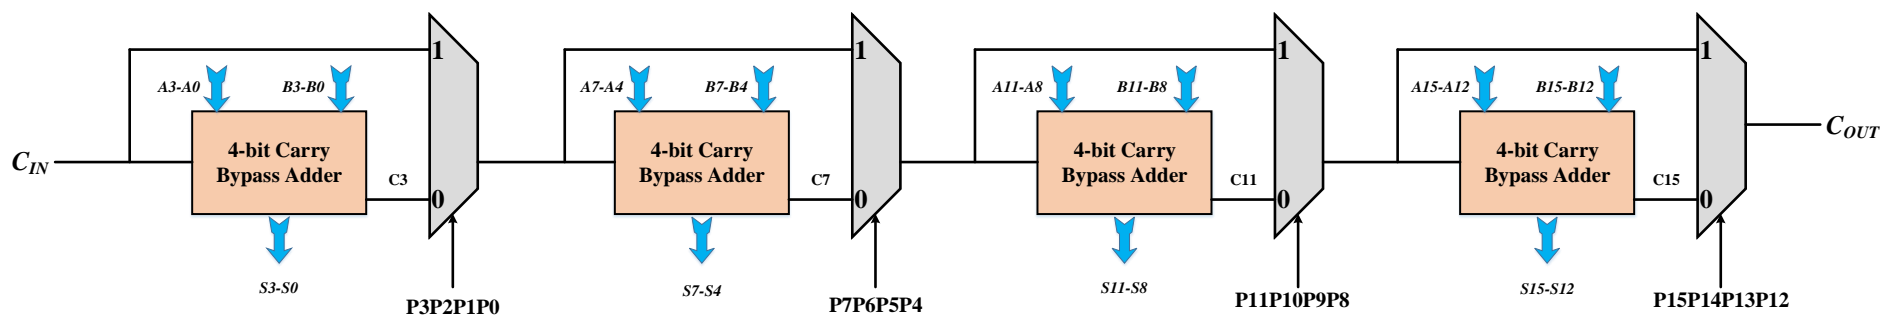 C_IN
A3-A0
B3-B0
4-bit Carry
Bypass Adder
C3
S3-S0
1
0
P3P2P1P0
A7-A4
B7-B4
4-bit Carry
Bypass Adder
C7
S7-S4
1
0
P7P6P5P4
A11-A8
B11-B8
4-bit Carry
Bypass Adder
C11
S11-S8
1
0
P11P10P9P8
A15-A12
B15-B12
4-bit Carry
Bypass Adder
C15
S15-S12
1
0
P15P14P13P12
C_OUT